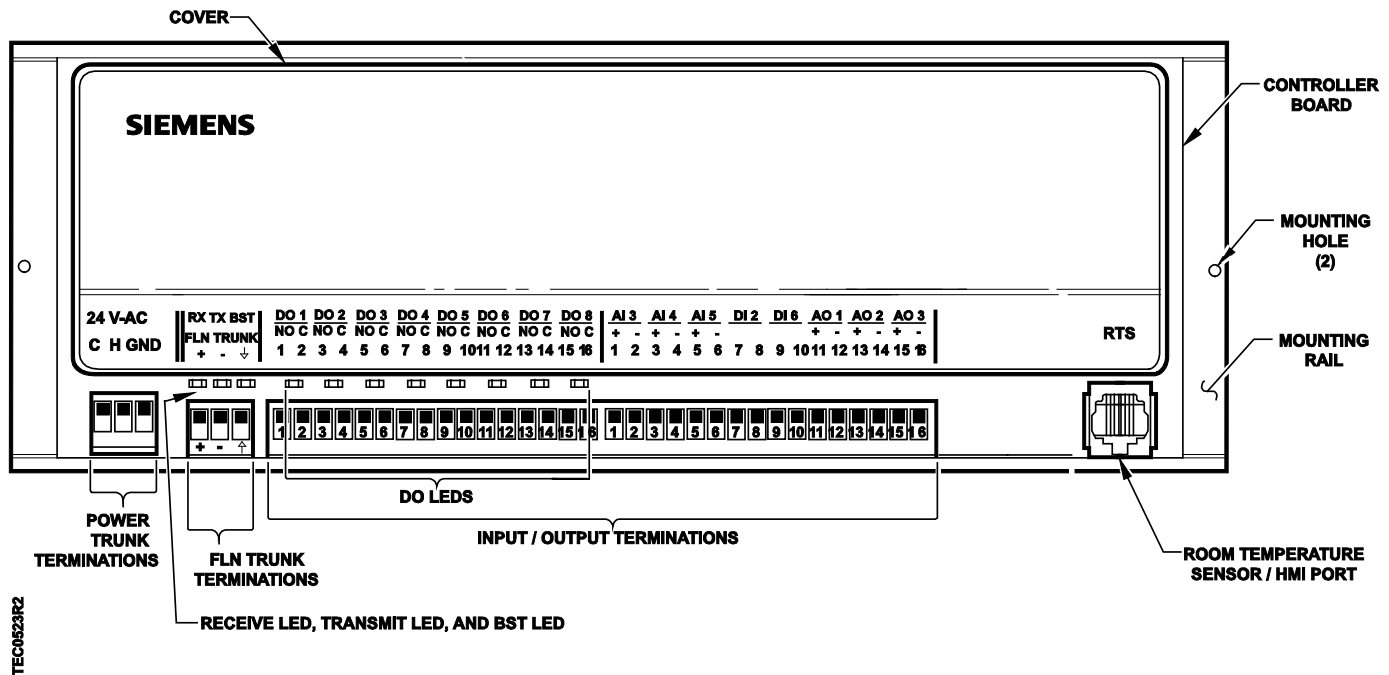 COVER
CONTROLLER
BOARD
SIEMENS
MOUNTING
HOLE
(2)
24 V-AC
C H GND
RX TX BST
FLN TRUNK
+ - ↓
DO 1 DO 2 DO 3 DO 4 DO 5 DO 6 DO 7 DO 8
NO C NO C NO C NO C NO C NO C NO C NO C
1 2 3 4 5 6 7 8 9 10 11 12 13 14 15 16
AI 3 AI 4 AI 5 DI 2 DI 6 AO 1 AO 2 AO 3
+ - + - + - + - + - + -
1 2 3 4 5 6 7 8 9 10 11 12 13 14 15 16
RTS
MOUNTING
RAIL
+ - ↑
1 2 3 4 5 6 7 8 9 10 11 12 13 14 15 16
1 2 3 4 5 6 7 8 9 10 11 12 13 14 15 16
DO LEDS
POWER
TRUNK
TERMINATIONS
FLN TRUNK
TERMINATIONS
INPUT / OUTPUT TERMINATIONS
ROOM TEMPERATURE
SENSOR / HMI PORT
RECEIVE LED, TRANSMIT LED, AND BST LED
TEC0523R2